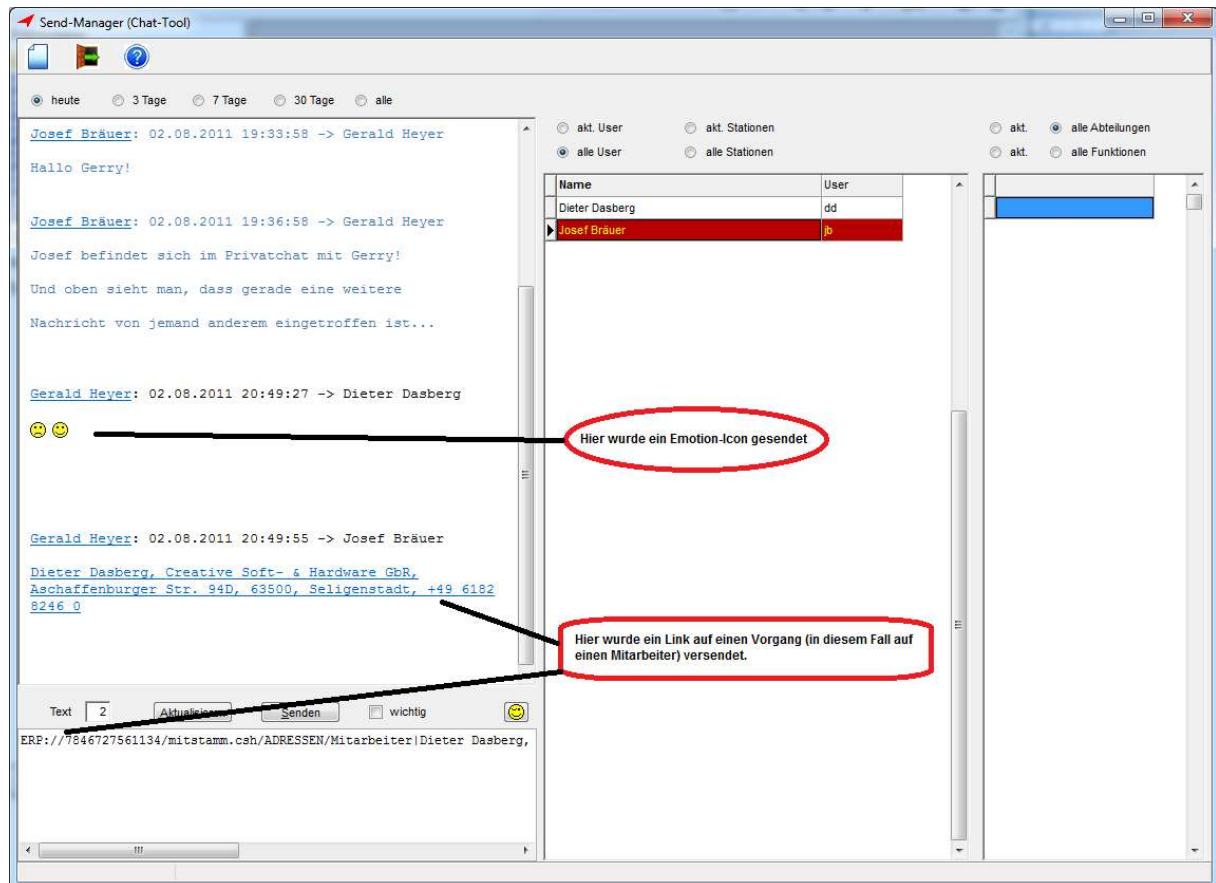 Send-Manager (Chat-Tool)
heute 3 Tage 7 Tage 30 Tage alle
Josef Bräuer: 02.08.2011 19:33:58 -> Gerald Heyer
Hallo Gerry!
Josef Bräuer: 02.08.2011 19:36:58 -> Gerald Heyer
Josef befindet sich im Privatchat mit Gerry!
Und oben sieht man, dass gerade eine weitere
Nachricht von jemand anderem eingetroffen ist...
Gerald Heyer: 02.08.2011 20:49:27 -> Dieter Dasberg
Gerald Heyer: 02.08.2011 20:49:55 -> Josef Bräuer
Dieter Dasberg, Creative Soft- & Hardware GbR,
Aschaffenburger Str. 94D, 63500, Seligenstadt, +49 6182
8246 0
Text 2 Aktualisieren Senden wichtig
ERP://7846727561134/mitstamm.csh/ADRESSEN/Mitarbeiter|Dieter Dasberg,
akt. User akt. Stationen
alle User alle Stationen
Name User
Dieter Dasberg dd
Josef Bräuer jb
Hier wurde ein Emotion-Icon gesendet
Hier wurde ein Link auf einen Vorgang (in diesem Fall auf
einen Mitarbeiter) versendet.
akt. alle Abteilungen
akt. alle Funktionen